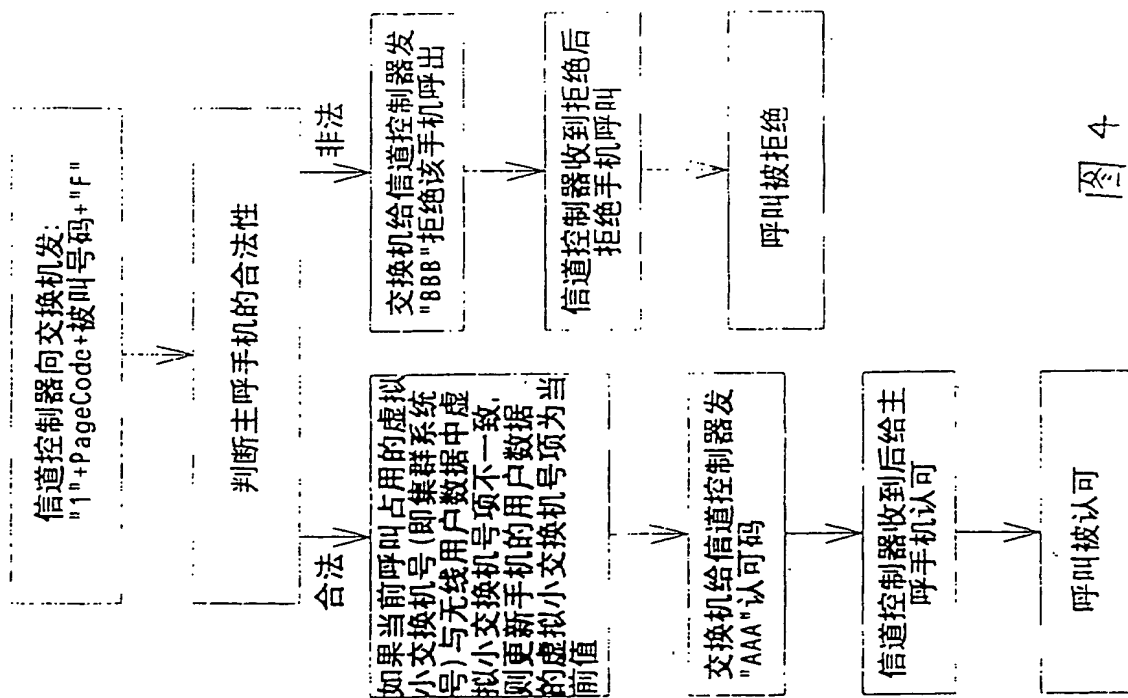 信道控制器向交换机发:
"1"+PageCode+被叫号码+"F"
判断主呼手机的合法性
合法
非法
如果当前呼叫占用的虚拟
小交换机号(即集群系统
号)与无线用户数据中虚
拟小交换机号项不一致,
则更新手机的用户数据
的虚拟小交换机号项为当
前值
交换机给信道控制器发
"AAA"认可码
信道控制器收到后给主
呼手机认可
呼叫被认可
交换机给信道控制器发
"BBB"拒绝该手机呼出
信道控制器收到拒绝后
拒绝手机呼叫
呼叫被拒绝
图 4